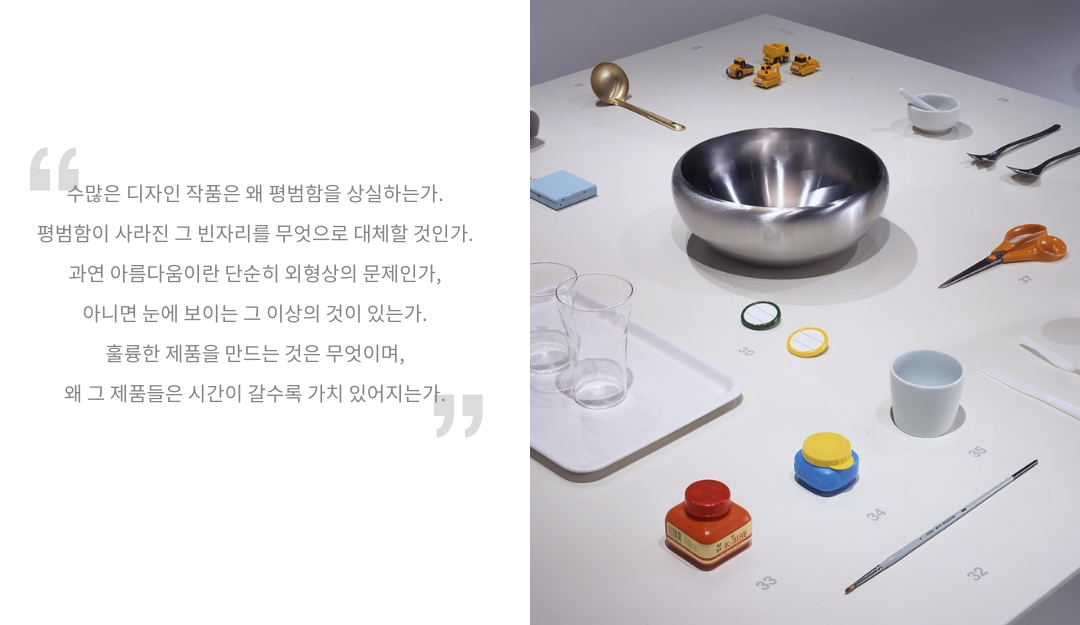 “
수많은 디자인 작품은 왜 평범함을 상실하는가.
평범함이 사라진 그 빈자리를 무엇으로 대체할 것인가.
과연 아름다움이란 단순히 외형상의 문제인가,
아니면 눈에 보이는 그 이상의 것이 있는가.
훌륭한 제품을 만드는 것은 무엇이며,
왜 그 제품들은 시간이 갈수록 가치 있어지는가.
”
37
30
35
34
33
32